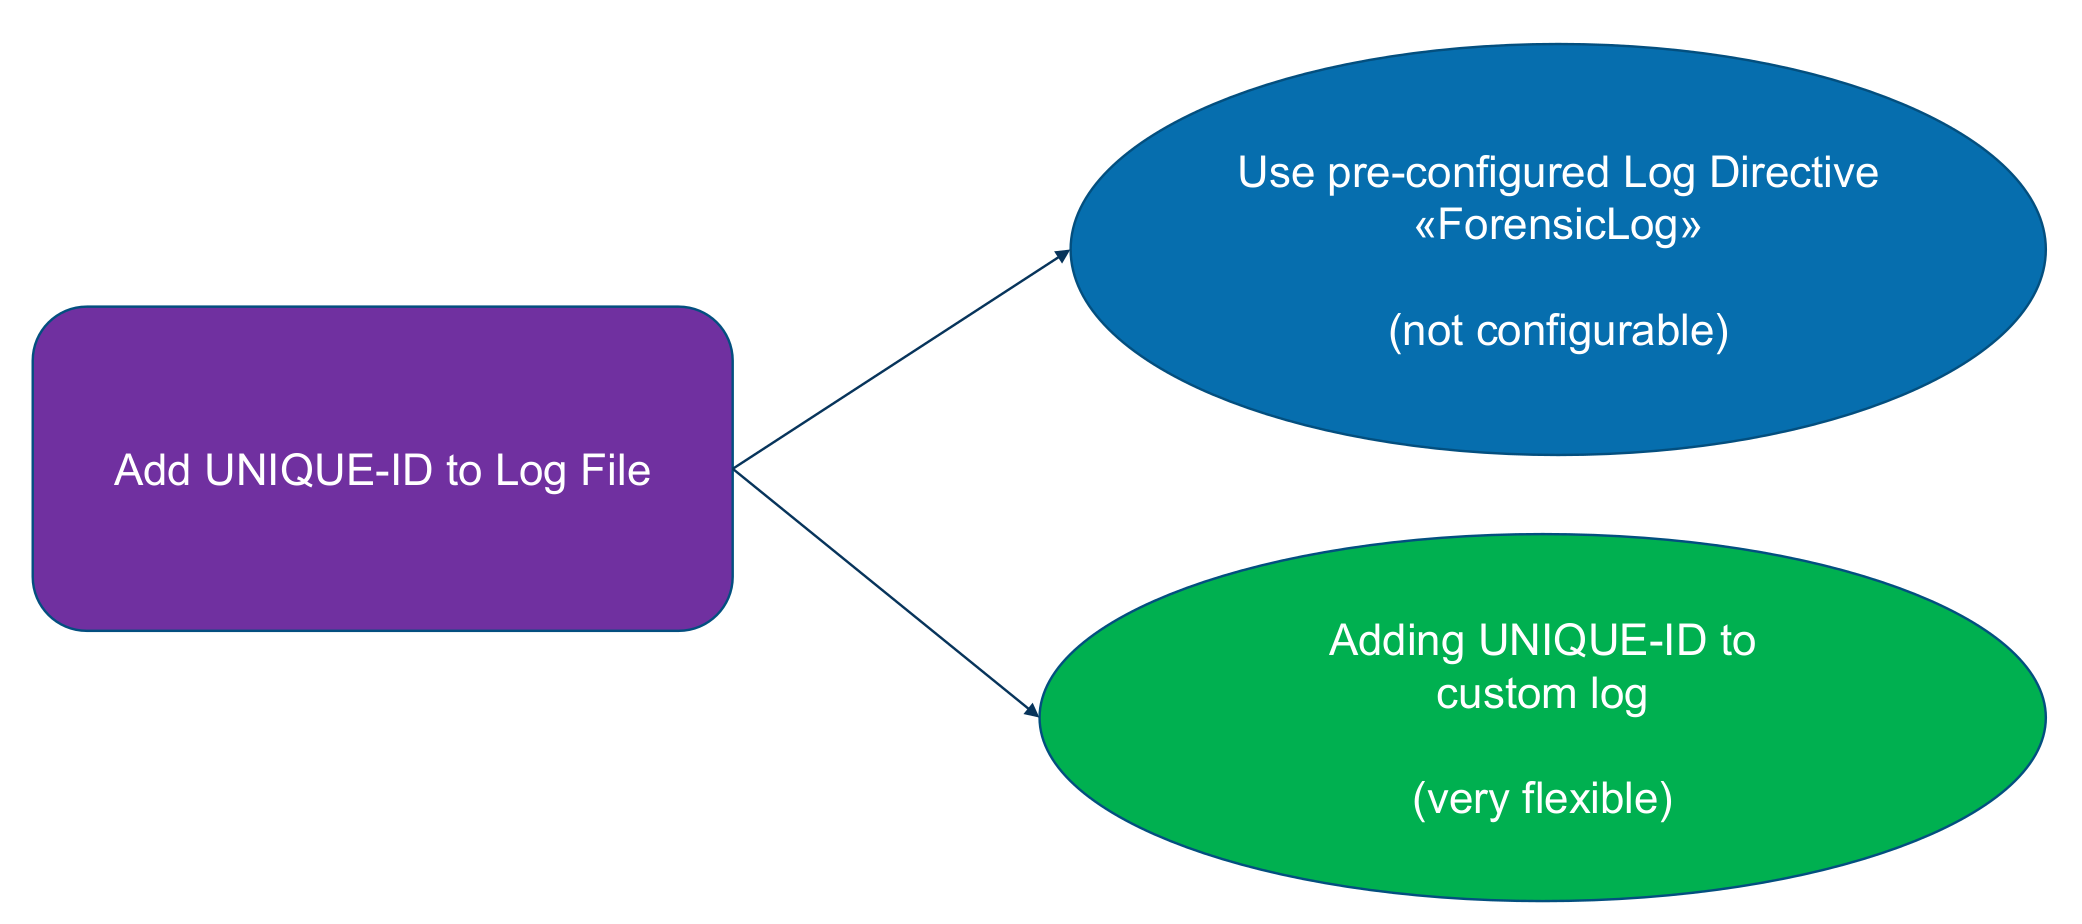 Add UNIQUE-ID to Log File
Use pre-configured Log Directive
«ForensicLog»
(not configurable)
Adding UNIQUE-ID to
custom log
(very flexible)